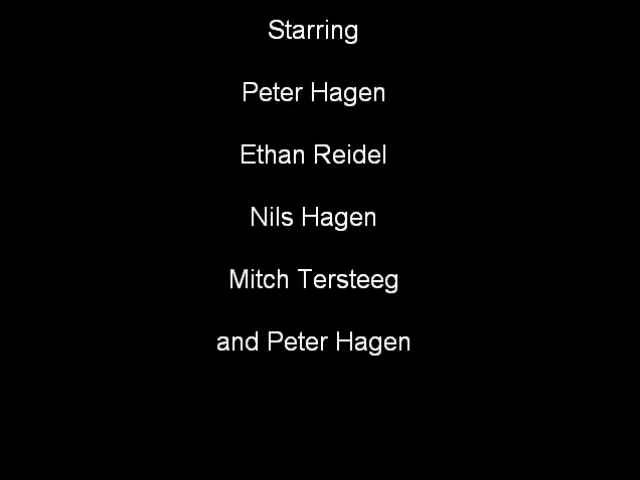 Starring
Peter Hagen
Ethan Reidel
Nils Hagen
Mitch Tersteeg
and Peter Hagen